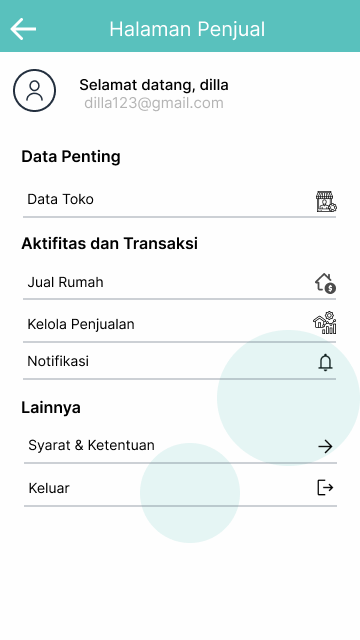 Halaman Penjual
Selamat datang, dilla
dilla123@gmail.com
Data Penting
Data Toko
Aktifitas dan Transaksi
Jual Rumah
Kelola Penjualan
Notifikasi
Lainnya
Syarat & Ketentuan
Keluar